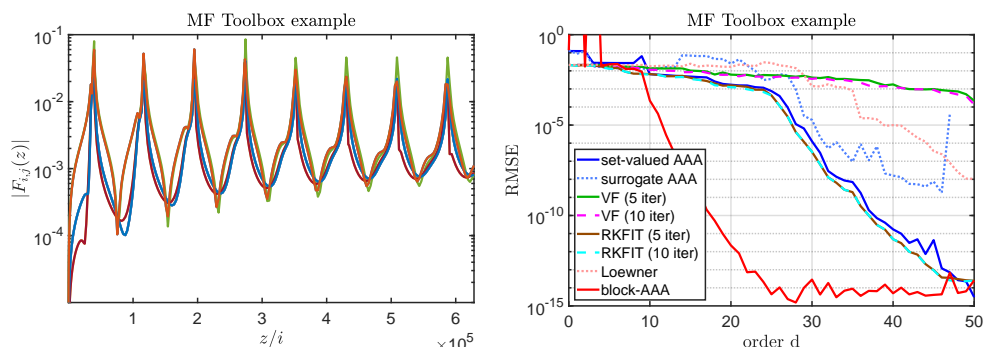 MF Toolbox example
10^-1
10^-2
10^-3
10^-4
|F_{i,j}(z)|
1 2 3 4 5 6
z/i
×10^5
MF Toolbox example
10^0
10^-5
10^-10
10^-15
RMSE
set-valued AAA
surrogate AAA
VF (5 iter)
VF (10 iter)
RKFIT (5 iter)
RKFIT (10 iter)
Loewner
block-AAA
0 10 20 30 40 50
order d